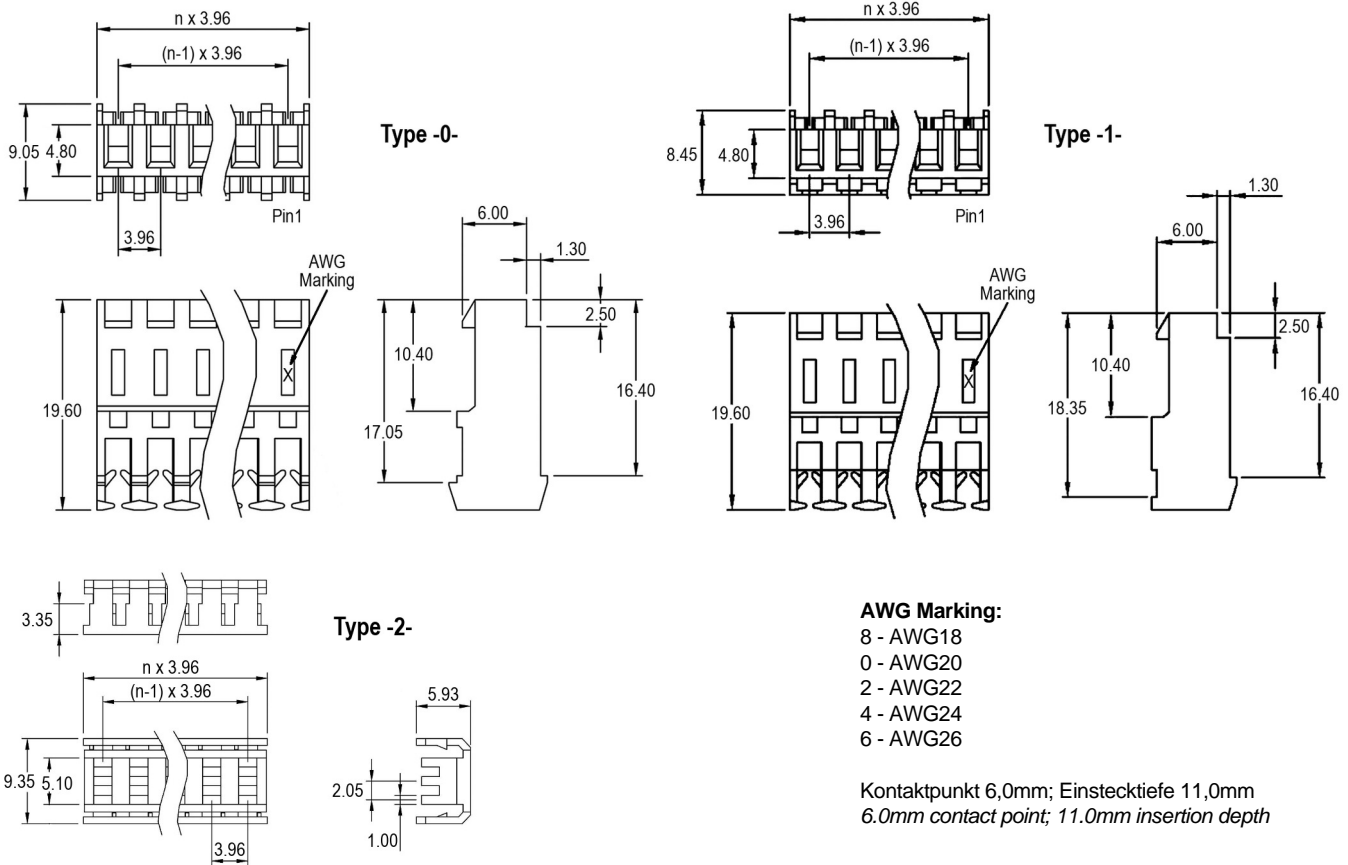 n x 3.96
(n-1) x 3.96
9.05
4.80
Type -0-
Pin1
3.96
6.00
1.30
AWG
Marking
X
19.60
10.40
17.05
2.50
16.40
n x 3.96
(n-1) x 3.96
8.45
4.80
Type -1-
Pin1
3.96
6.00
1.30
AWG
Marking
X
19.60
10.40
18.35
2.50
16.40
3.35
Type -2-
n x 3.96
(n-1) x 3.96
9.35
5.10
3.96
5.93
2.05
1.00
AWG Marking:
8 - AWG18
0 - AWG20
2 - AWG22
4 - AWG24
6 - AWG26
Kontaktpunkt 6,0mm; Einstecktiefe 11,0mm
6.0mm contact point; 11.0mm insertion depth